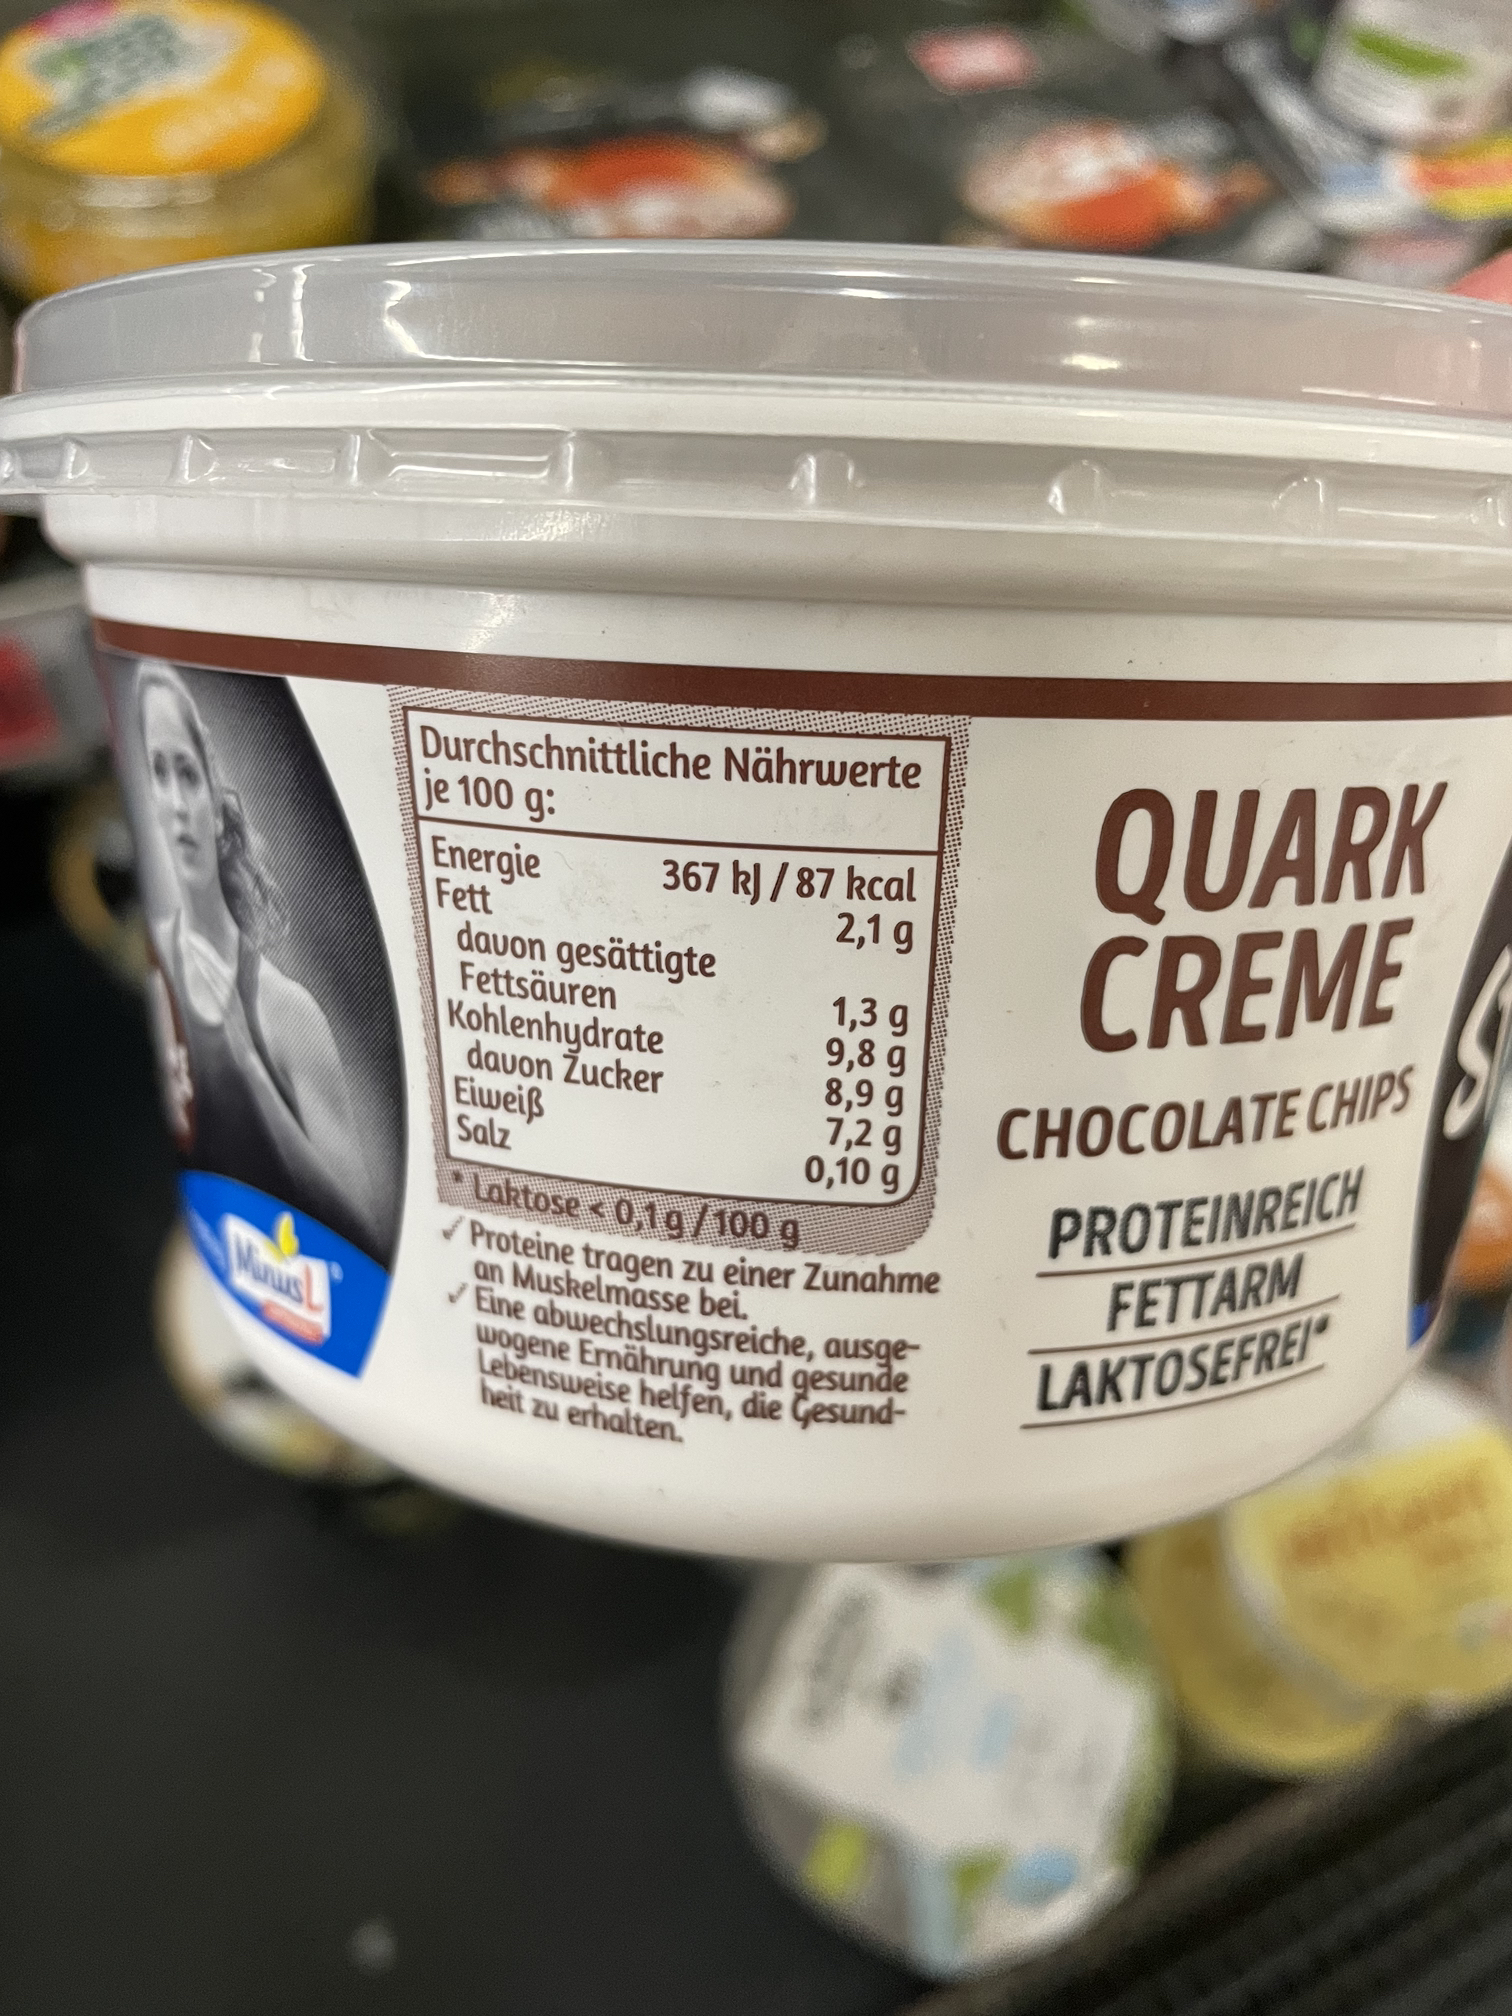 Durchschnittliche Nährwerte
je 100 g:
Energie 367 kJ / 87 kcal
Fett 2,1 g
davon gesättigte
Fettsäuren 1,3 g
Kohlenhydrate 9,8 g
davon Zucker 8,9 g
Eiweiß 7,2 g
Salz 0,10 g
* Laktose < 0,1 g / 100 g
✓ Proteine tragen zu einer Zunahme
an Muskelmasse bei.
✓ Eine abwechslungsreiche, ausge-
wogene Ernährung und gesunde
Lebensweise helfen, die Gesund-
heit zu erhalten.
MinusL
QUARK
CREME
CHOCOLATE CHIPS
PROTEINREICH
FETTARM
LAKTOSEFREI*